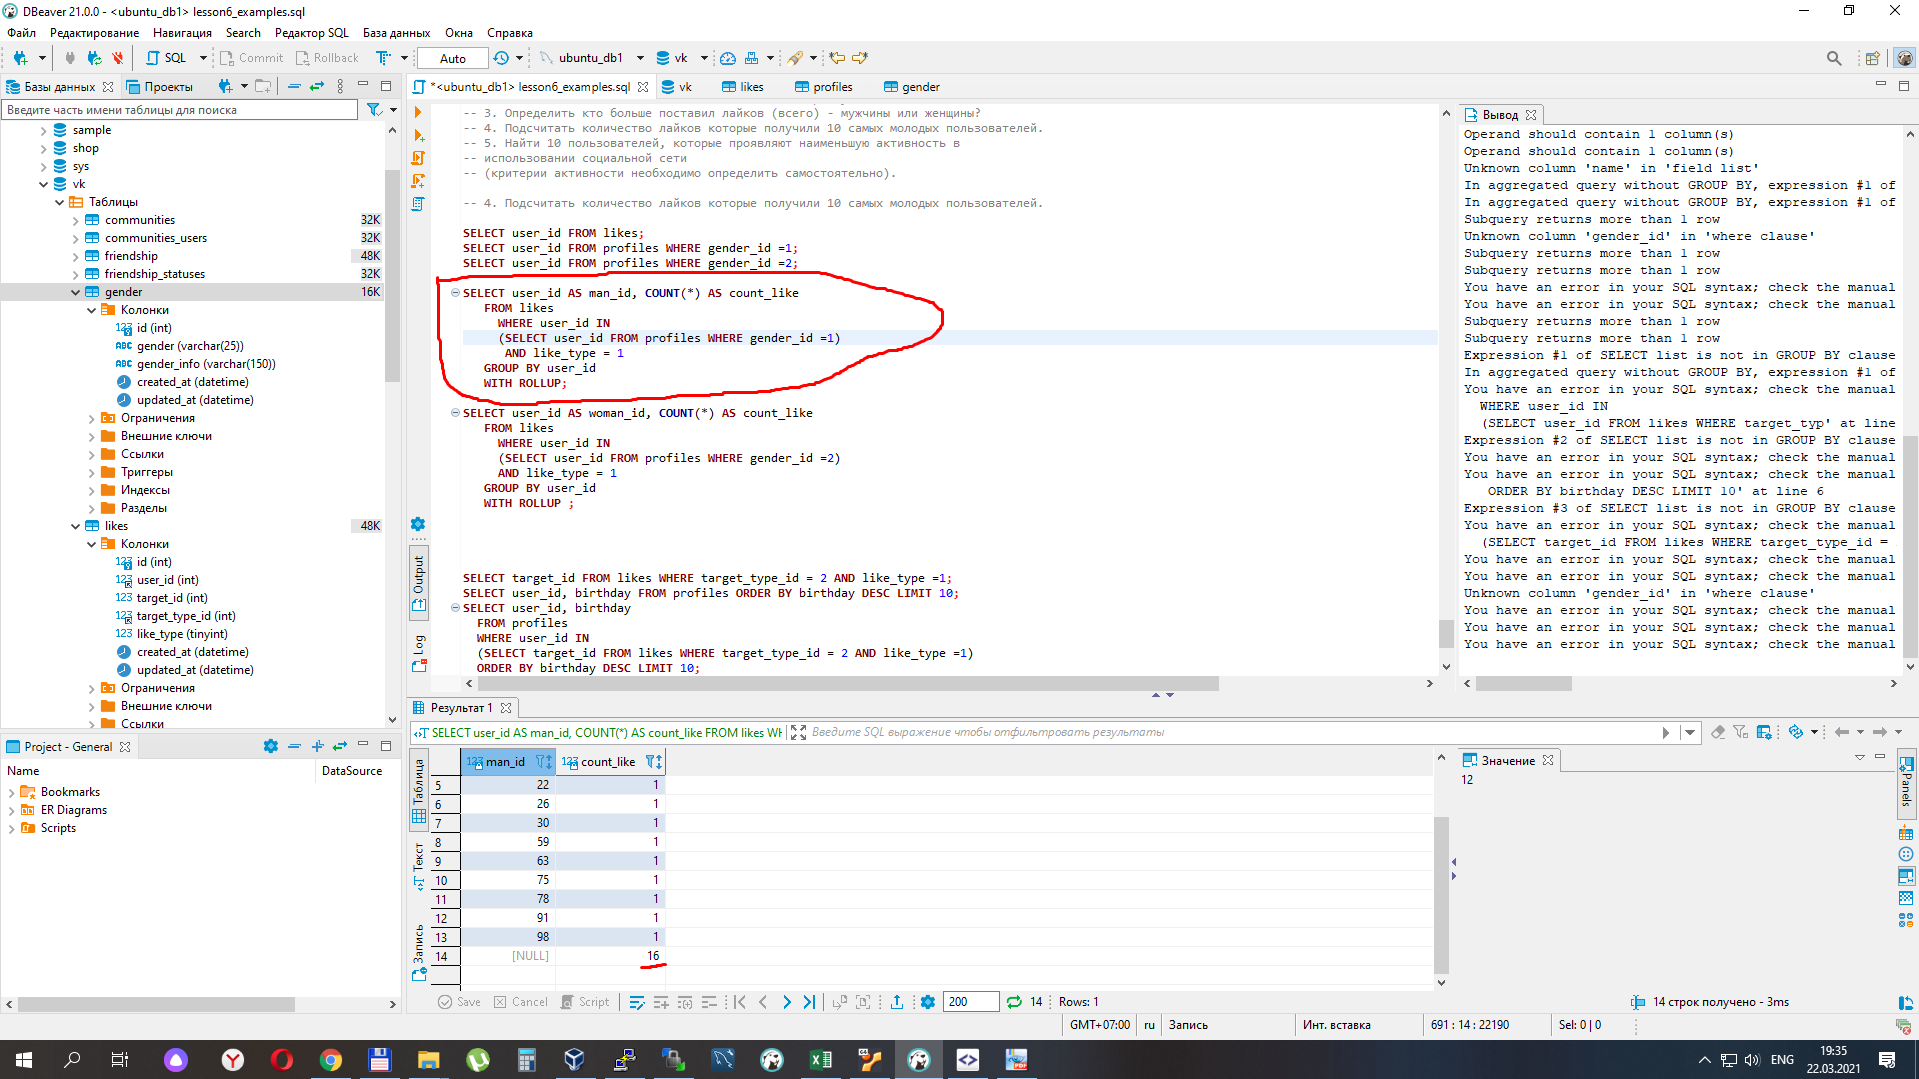 DBeaver 21.0.0 - <ubuntu_db1> lesson6_examples.sql
Файл Редактирование Навигация Search Редактор SQL База данных Окна Справка
SQL Commit Rollback Auto ubuntu_db1 vk
Базы данных Проекты
Введите часть имени таблицы для поиска
sample
shop
sys
vk
Таблицы
communities 32K
communities_users 32K
friendship 48K
friendship_statuses 32K
gender 16K
Колонки
id (int)
gender (varchar(25))
gender_info (varchar(150))
created_at (datetime)
updated_at (datetime)
Ограничения
Внешние ключи
Ссылки
Триггеры
Индексы
Разделы
likes 48K
Колонки
id (int)
user_id (int)
target_id (int)
target_type_id (int)
like_type (tinyint)
created_at (datetime)
updated_at (datetime)
Ограничения
Внешние ключи
Ссылки
Project - General
Name DataSource
Bookmarks
ER Diagrams
Scripts
*<ubuntu_db1> lesson6_examples.sql vk likes profiles gender
-- 3. Определить кто больше поставил лайков (всего) - мужчины или женщины?
-- 4. Подсчитать количество лайков которые получили 10 самых молодых пользователей.
-- 5. Найти 10 пользователей, которые проявляют наименьшую активность в
-- использовании социальной сети
-- (критерии активности необходимо определить самостоятельно).
-- 4. Подсчитать количество лайков которые получили 10 самых молодых пользователей.
SELECT user_id FROM likes;
SELECT user_id FROM profiles WHERE gender_id =1;
SELECT user_id FROM profiles WHERE gender_id =2;
SELECT user_id AS man_id, COUNT(*) AS count_like
FROM likes
WHERE user_id IN
(SELECT user_id FROM profiles WHERE gender_id =1)
AND like_type = 1
GROUP BY user_id
WITH ROLLUP;
SELECT user_id AS woman_id, COUNT(*) AS count_like
FROM likes
WHERE user_id IN
(SELECT user_id FROM profiles WHERE gender_id =2)
AND like_type = 1
GROUP BY user_id
WITH ROLLUP ;
SELECT target_id FROM likes WHERE target_type_id = 2 AND like_type =1;
SELECT user_id, birthday FROM profiles ORDER BY birthday DESC LIMIT 10;
SELECT user_id, birthday
FROM profiles
WHERE user_id IN
(SELECT target_id FROM likes WHERE target_type_id = 2 AND like_type =1)
ORDER BY birthday DESC LIMIT 10;
Output
Log
Вывод
Operand should contain 1 column(s)
Operand should contain 1 column(s)
Unknown column 'name' in 'field list'
In aggregated query without GROUP BY, expression #1 of
In aggregated query without GROUP BY, expression #1 of
Subquery returns more than 1 row
Unknown column 'gender_id' in 'where clause'
Subquery returns more than 1 row
Subquery returns more than 1 row
You have an error in your SQL syntax; check the manual
You have an error in your SQL syntax; check the manual
Subquery returns more than 1 row
Subquery returns more than 1 row
Expression #1 of SELECT list is not in GROUP BY clause
In aggregated query without GROUP BY, expression #1 of
You have an error in your SQL syntax; check the manual
WHERE user_id IN
(SELECT user_id FROM likes WHERE target_typ' at line
Expression #2 of SELECT list is not in GROUP BY clause
You have an error in your SQL syntax; check the manual
You have an error in your SQL syntax; check the manual
ORDER BY birthday DESC LIMIT 10' at line 6
Expression #3 of SELECT list is not in GROUP BY clause
You have an error in your SQL syntax; check the manual
(SELECT target_id FROM likes WHERE target_type_id =
You have an error in your SQL syntax; check the manual
You have an error in your SQL syntax; check the manual
Unknown column 'gender_id' in 'where clause'
You have an error in your SQL syntax; check the manual
You have an error in your SQL syntax; check the manual
You have an error in your SQL syntax; check the manual
Результат 1
SELECT user_id AS man_id, COUNT(*) AS count_like FROM likes WH Введите SQL выражение чтобы отфильтровать результаты
Таблица
Текст
Запись
man_id count_like
5 22 1
6 26 1
7 30 1
8 59 1
9 63 1
10 75 1
11 78 1
12 91 1
13 98 1
14 [NULL] 16
Значение
12
Panels
Save Cancel Script 200 14 Rows: 1 14 строк получено - 3ms
GMT+07:00 ru Запись Инт. вставка 691 : 14 : 22190 Sel: 0 | 0
ENG 19:35
22.03.2021